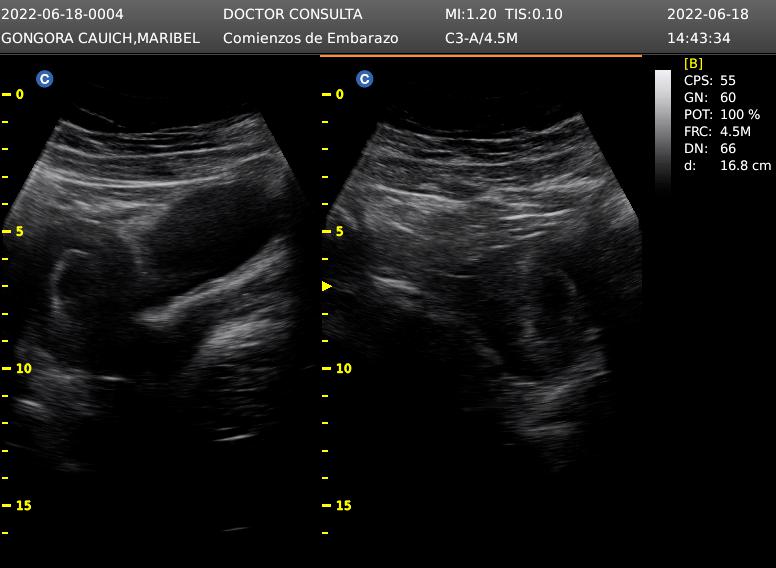 2022-06-18-0004 DOCTOR CONSULTA MI:1.20 TIS:0.10 2022-06-18
GONGORA CAUICH,MARIBEL Comienzos de Embarazo C3-A/4.5M 14:43:34
[B]
CPS: 55
GN: 60
POT: 100 %
FRC: 4.5M
DN: 66
d: 16.8 cm
C C
0 0
5 5
10 10
15 15